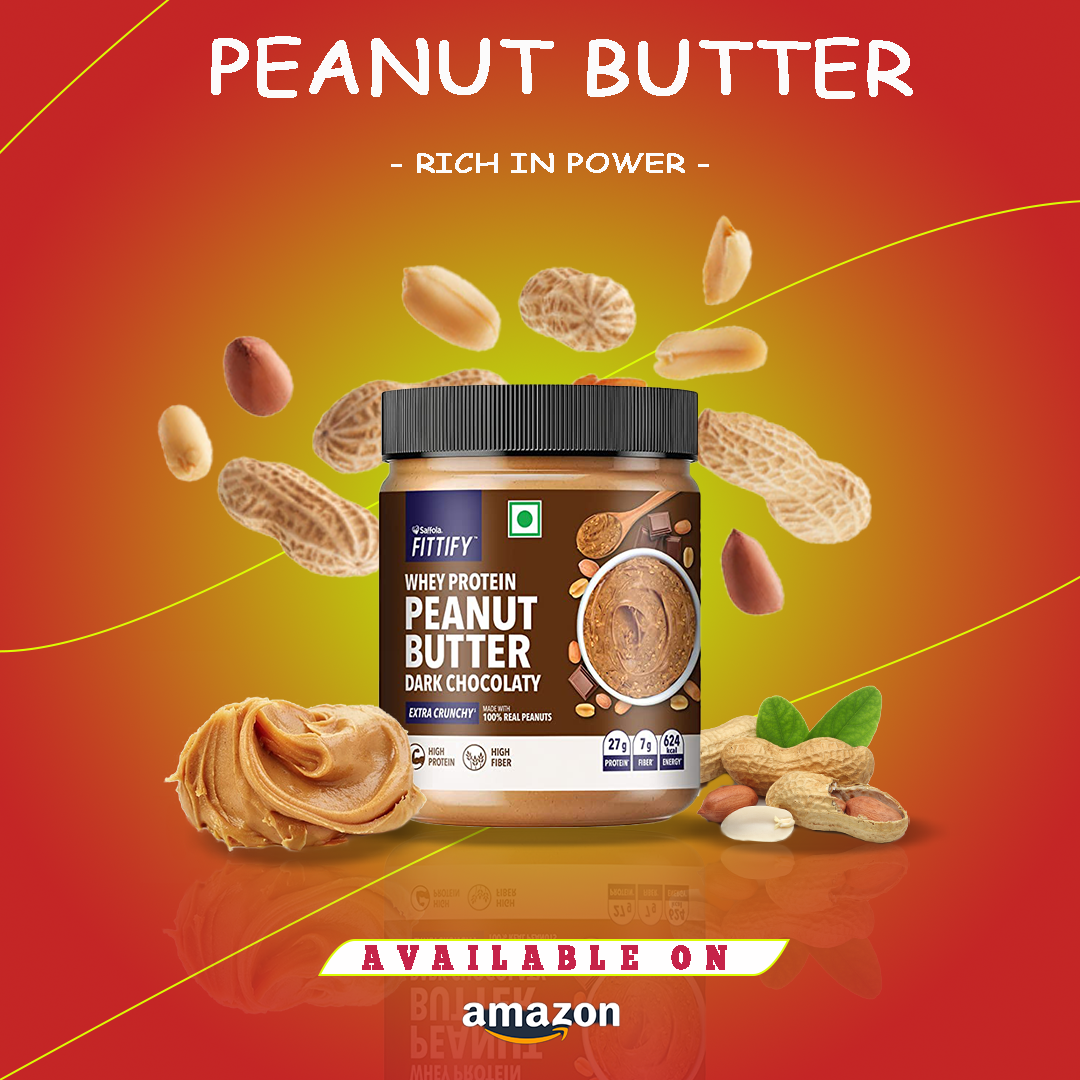 PEANUT BUTTER
- RICH IN POWER -
Saffola
FITTIFY™
WHEY PROTEIN
PEANUT
BUTTER
DARK CHOCOLATY
EXTRA CRUNCHY
MADE WITH
100% REAL PEANUTS
HIGH
PROTEIN
HIGH
FIBER
27g
PROTEIN
7g
FIBER
624
kcal
ENERGY
AVAILABLE ON
amazon